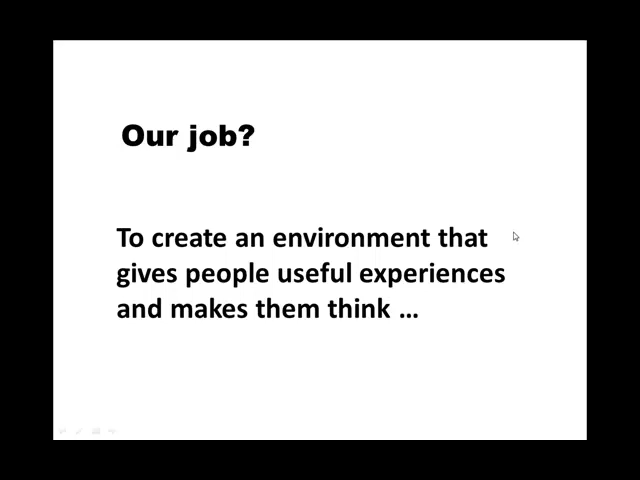 Our job?
To create an environment that
gives people useful experiences
and makes them think ...